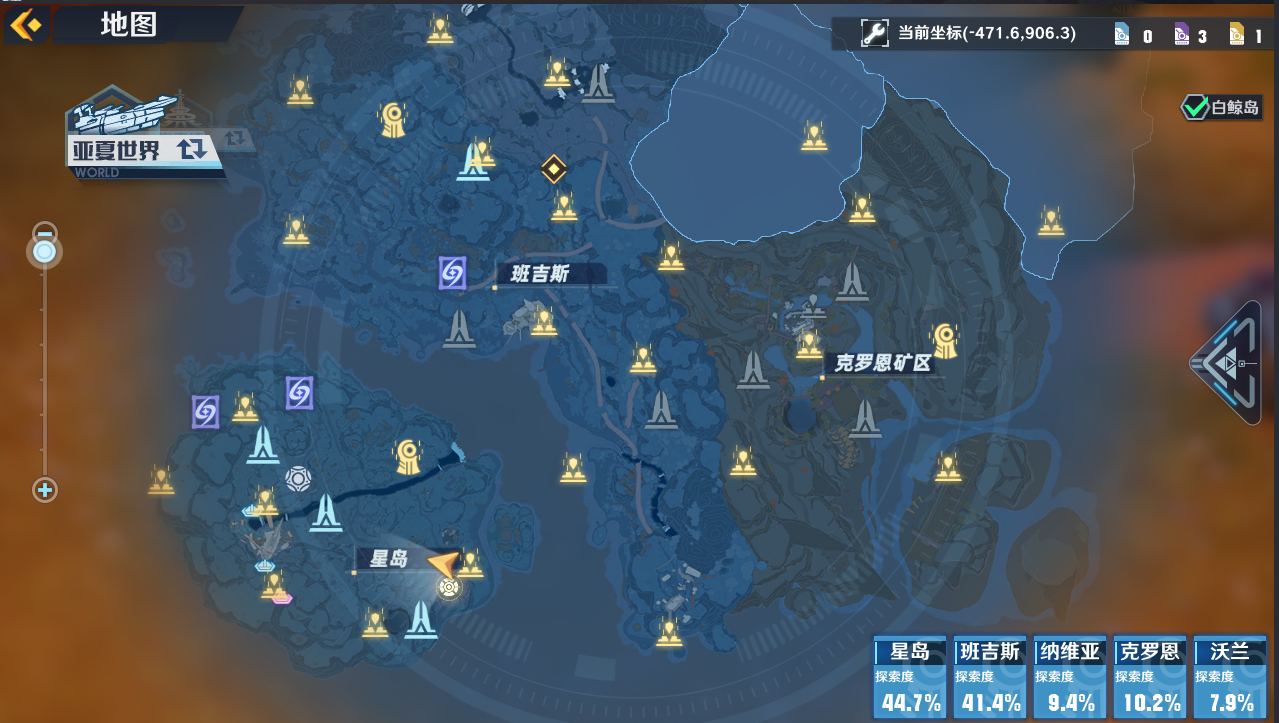 地图
当前坐标(-471.6,906.3)
0
3
1
白鲸岛
亚夏世界
WORLD
班吉斯
克罗恩矿区
星岛
星岛
探索度
44.7%
班吉斯
探索度
41.4%
纳维亚
探索度
9.4%
克罗恩
探索度
10.2%
沃兰
探索度
7.9%